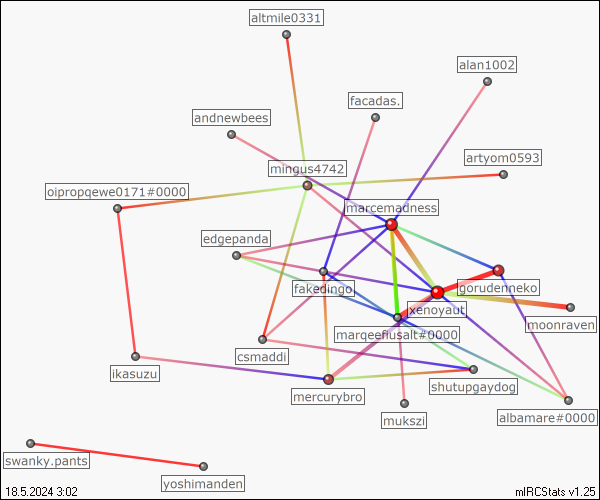 altmile0331
alan1002
facadas.
andnewbees
artyom0593
mingus4742
oipropqewe0171#0000
marcemadness
edgepanda
gorudenneko
fakedingo
xenoyaut
moonraven
marqeefiusalt#0000
csmaddi
ikasuzu
shutupgaydog
mercurybro
albamare#0000
mukszi
swanky.pants
yoshimanden
18.5.2024 3:02
mIRCStats v1.25